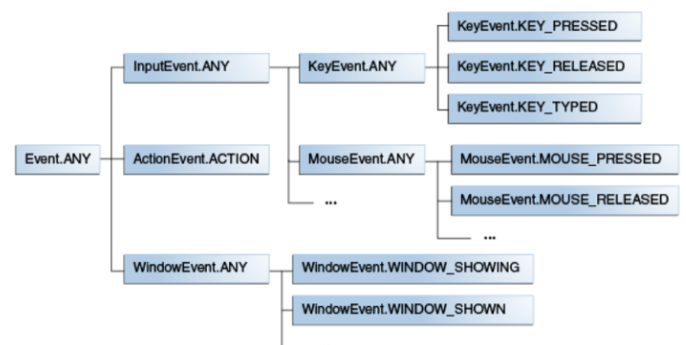 KeyEvent.KEY_PRESSED
InputEvent.ANY
KeyEvent.ANY
KeyEvent.KEY_RELEASED
KeyEvent.KEY_TYPED
Event.ANY
ActionEvent.ACTION
MouseEvent.ANY
MouseEvent.MOUSE_PRESSED
MouseEvent.MOUSE_RELEASED
...
...
WindowEvent.ANY
WindowEvent.WINDOW_SHOWING
WindowEvent.WINDOW_SHOWN